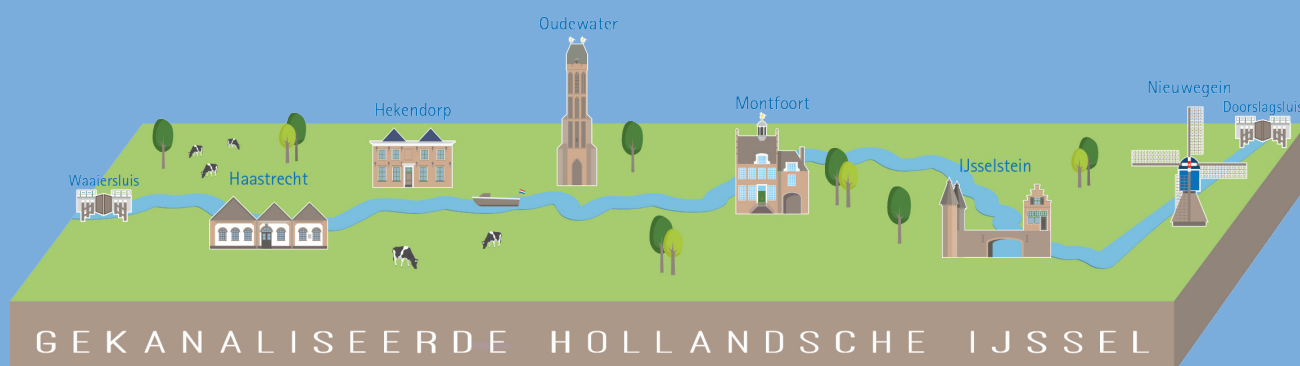 Oudewater
Nieuwegein
Hekendorp
Montfoort
Doorslagsluis
Waaiersluis
Haastrecht
IJsselstein
GEKANALISEERDE HOLLANDSCHE IJSSEL